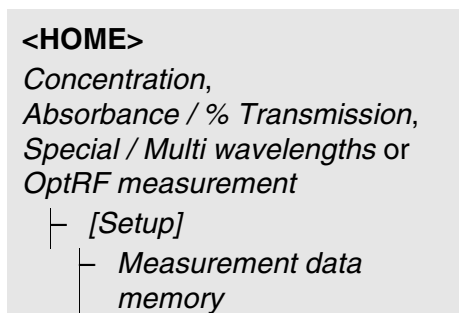 <HOME>
Concentration,
Absorbance / % Transmission,
Special / Multi wavelengths or
OptRF measurement
– [Setup]
– Measurement data
memory